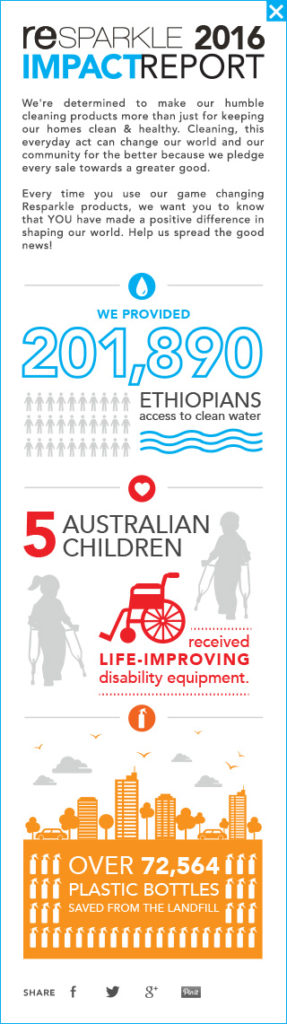 reSPARKLE 2016
IMPACTREPORT
We're determined to make our humble
cleaning products more than just for keeping
our homes clean & healthy. Cleaning, this
everyday act can change our world and our
community for the better because we pledge
every sale towards a greater good.
Every time you use our game changing
Resparkle products, we want you to know
that YOU have made a positive difference in
shaping our world. Help us spread the good
news!
WE PROVIDED
201,890
ETHIOPIANS
access to clean water
5 AUSTRALIAN
CHILDREN
received
LIFE-IMPROVING
disability equipment.
OVER 72,564
PLASTIC BOTTLES
SAVED FROM THE LANDFILL
SHARE f g+ Pin it